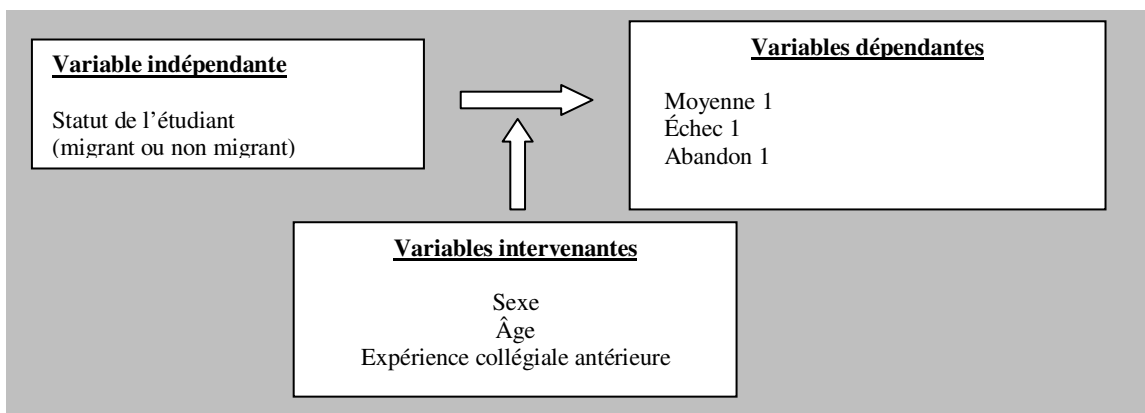 Variable indépendante
Statut de l'étudiant
(migrant ou non migrant)
Variables dépendantes
Moyenne 1
Échec 1
Abandon 1
Variables intervenantes
Sexe
Âge
Expérience collégiale antérieure